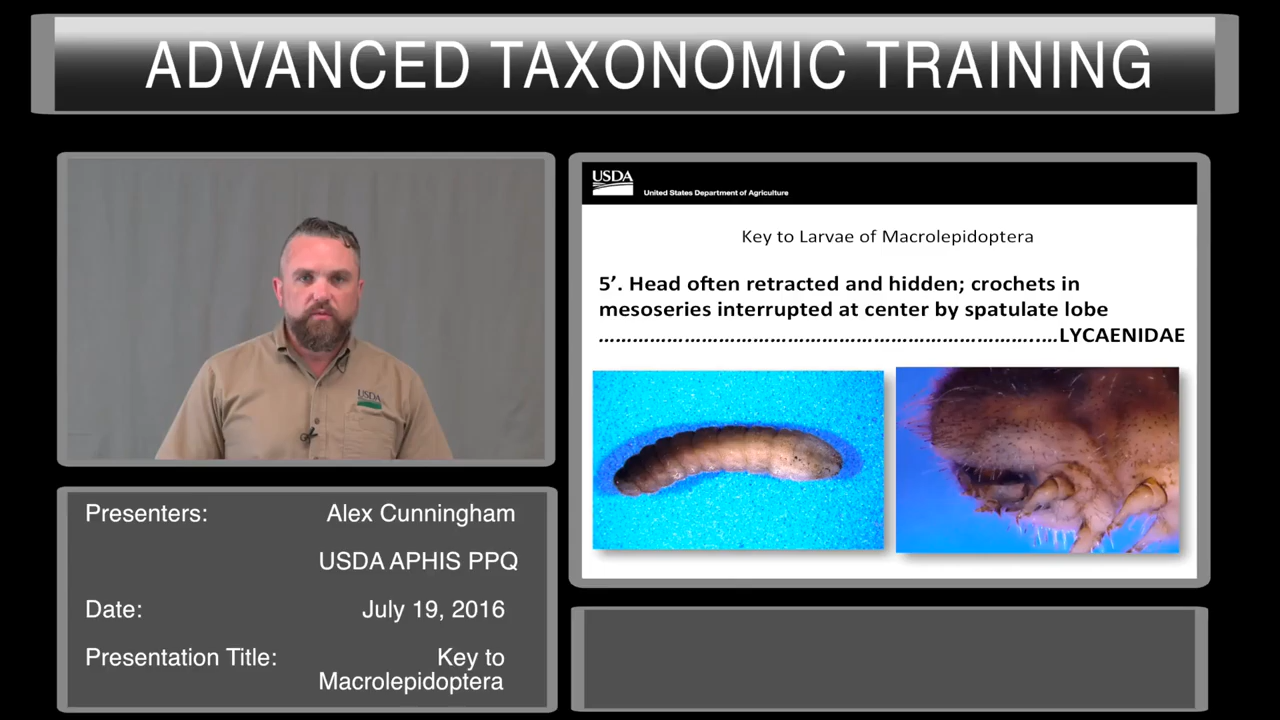 ADVANCED TAXONOMIC TRAINING
USDA
USDA
United States Department of Agriculture
Key to Larvae of Macrolepidoptera
5’. Head often retracted and hidden; crochets in
mesoseries interrupted at center by spatulate lobe
…………………………………………………………………..…LYCAENIDAE
Presenters: Alex Cunningham
USDA APHIS PPQ
Date: July 19, 2016
Presentation Title: Key to
Macrolepidoptera